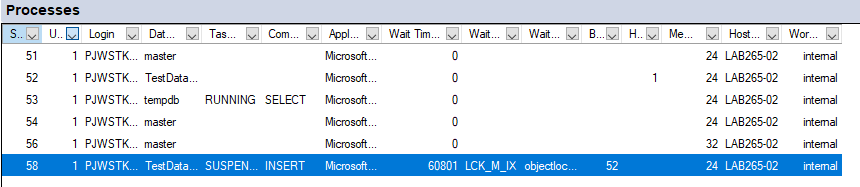 Processes
S... U... Login Dat... Tas... Com... Appl... Wait Tim... Wait... Wait... B... H... Me... Host... Wor...
51 1 PJWSTK... master Microsoft... 0 24 LAB265-02 internal
52 1 PJWSTK... TestData... Microsoft... 0 1 24 LAB265-02 internal
53 1 PJWSTK... tempdb RUNNING SELECT Microsoft... 0 24 LAB265-02 internal
54 1 PJWSTK... master Microsoft... 0 24 LAB265-02 internal
56 1 PJWSTK... master Microsoft... 0 32 LAB265-02 internal
58 1 PJWSTK... TestData... SUSPEN... INSERT Microsoft... 60801 LCK_M_IX objectloc... 52 24 LAB265-02 internal